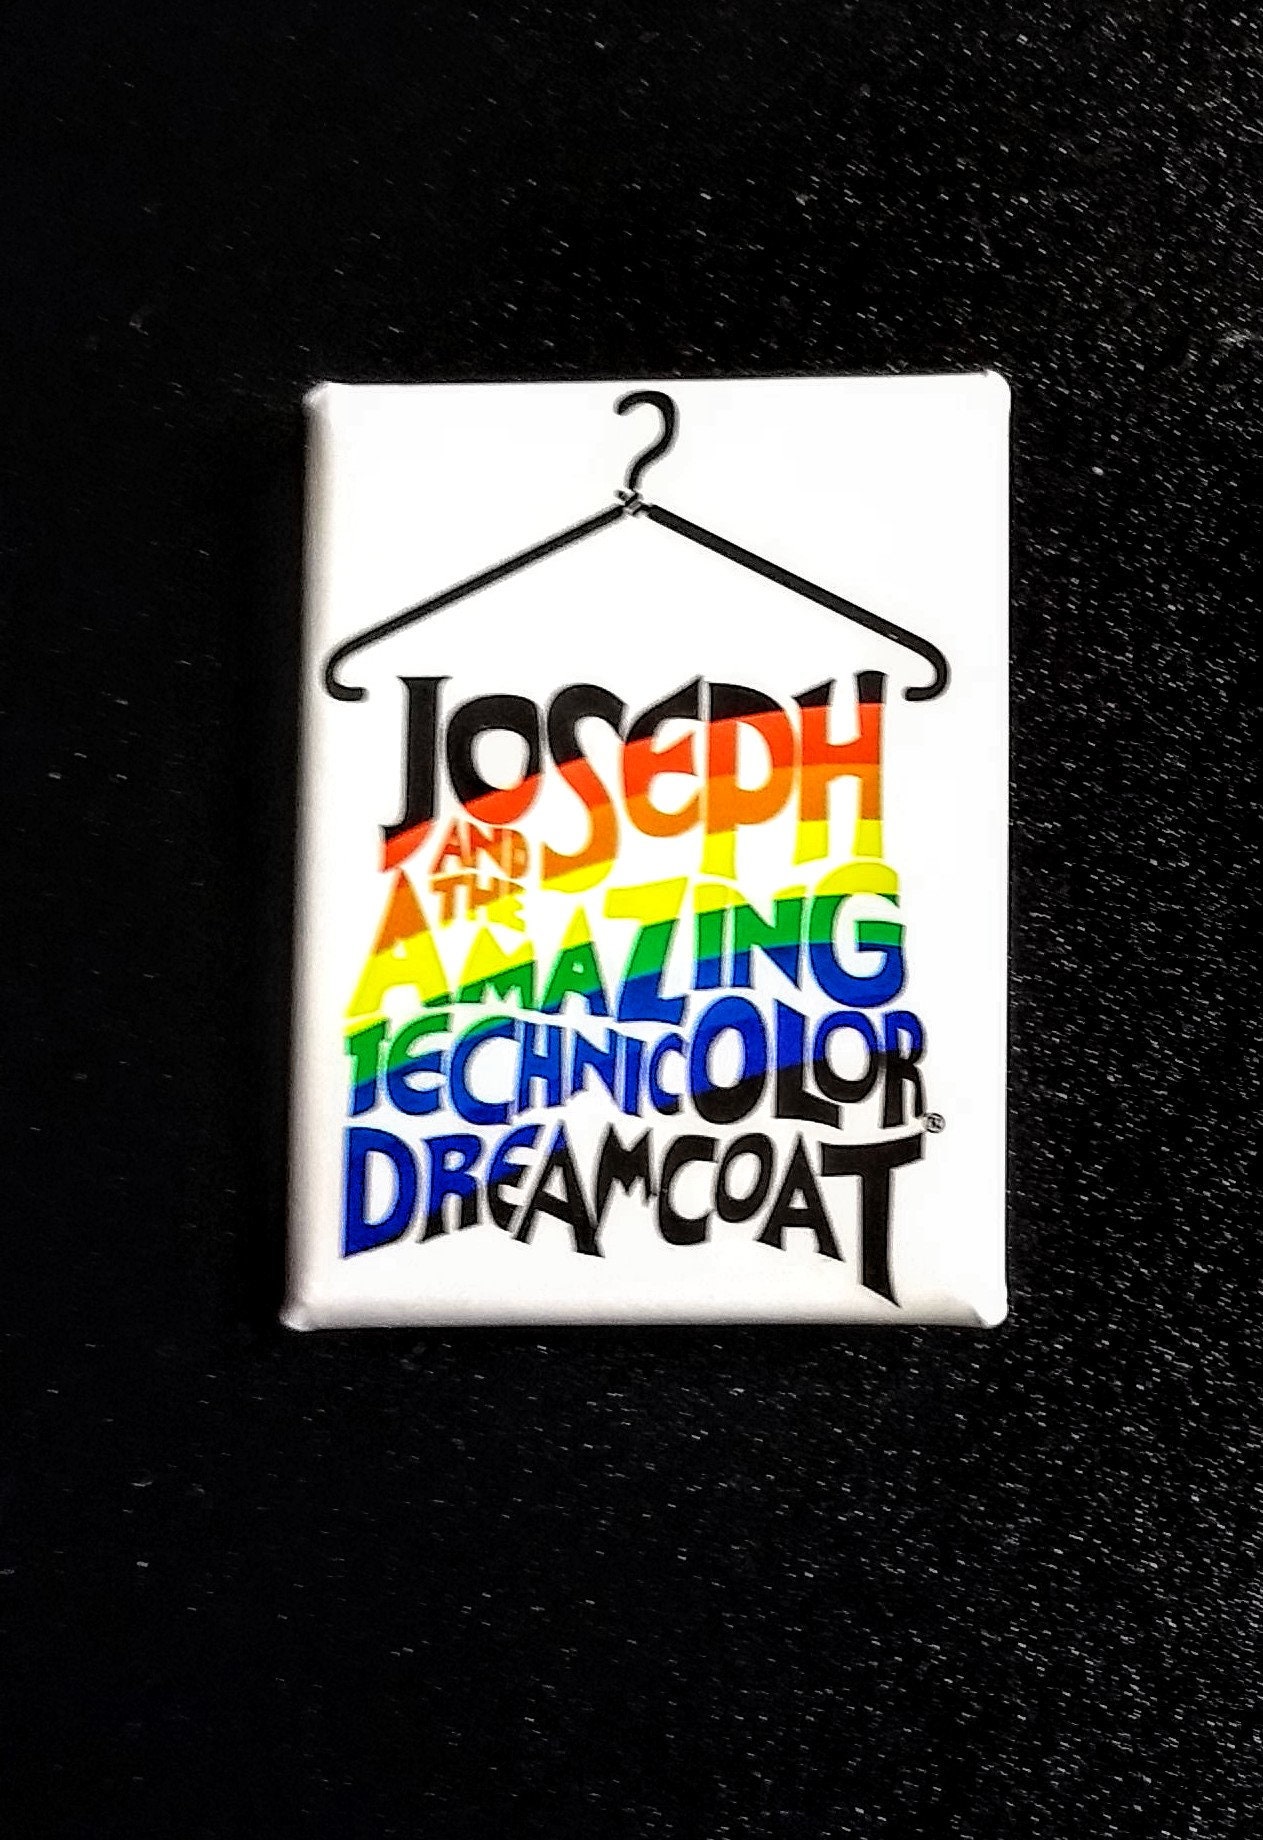 JOSEPH
AND
THE
AMAZING
TECHNICOLOR®
DREAMCOAT